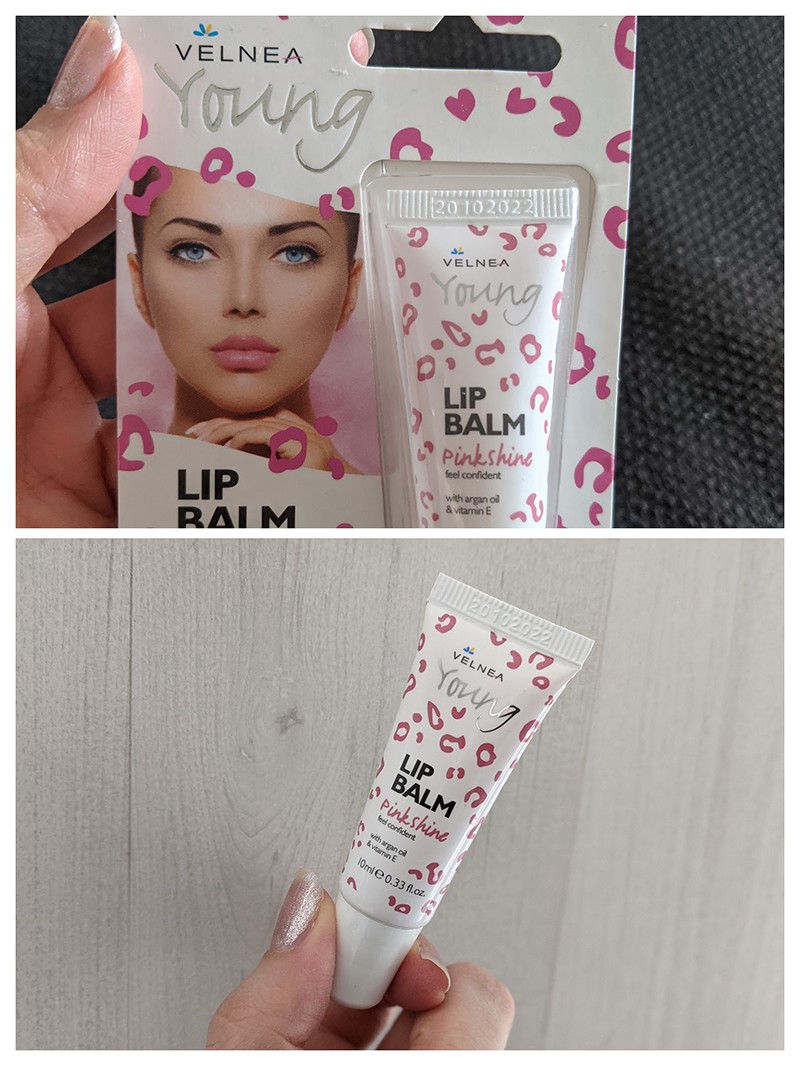 VELNEA
Young
LIP
BALM
20102022
VELNEA
Young
LiP
BALM
Pinkshine
feel confident
with argan oil
& vitamin E
20102022
VELNEA
Young
LIP
BALM
Pinkshine
feel confident
with argan oil
& vitamin E
10ml e 0.33 fl.oz.